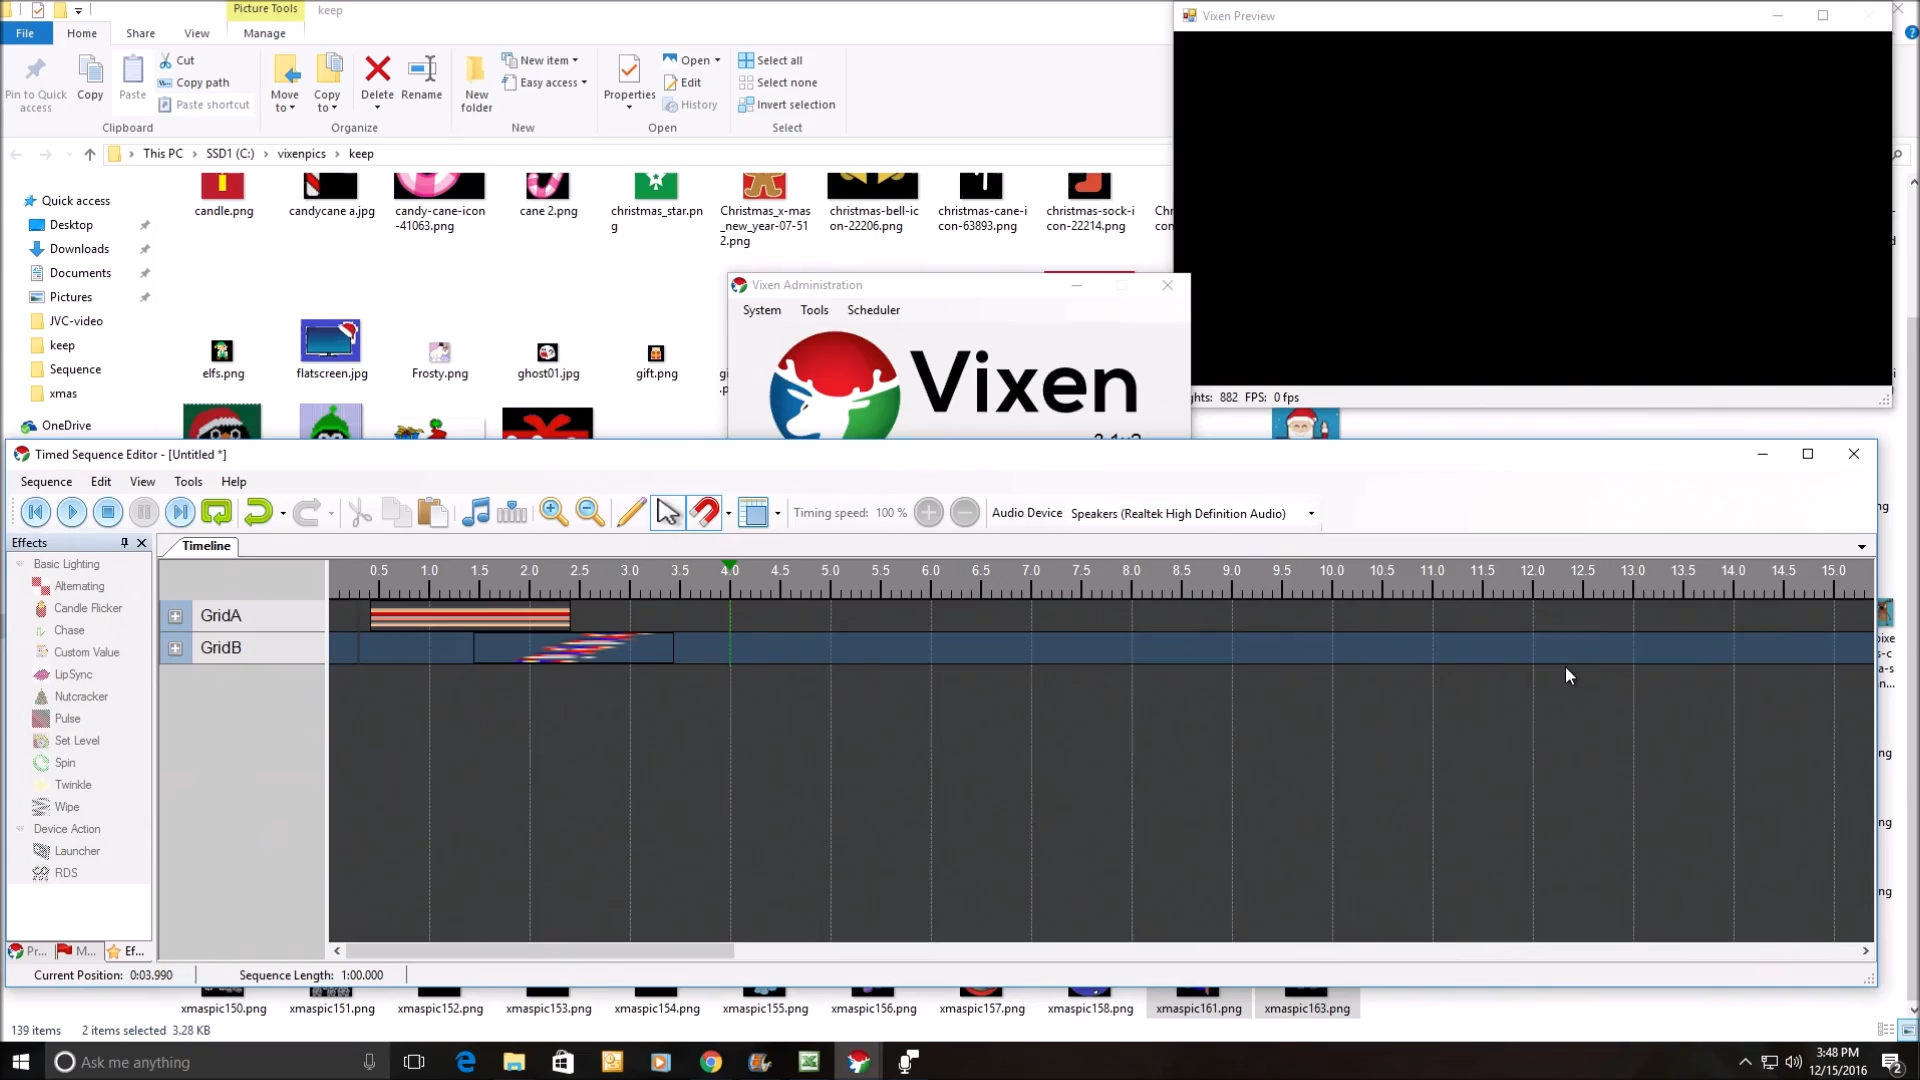 Picture Tools
keep
File
Home
Share
View
Manage
Pin to Quick access
Copy
Paste
Cut
Copy path
Paste shortcut
Clipboard
Move to
Copy to
Delete
Rename
Organize
New folder
New item
Easy access
New
Properties
Open
Edit
History
Open
Select all
Select none
Invert selection
Select
This PC
SSD1 (C:)
vixenpics
keep
Quick access
Desktop
Downloads
Documents
Pictures
JVC-video
keep
Sequence
xmas
OneDrive
candle.png
candycane a.jpg
candy-cane-icon-41063.png
cane 2.png
christmas_star.png
Christmas_x-mas_new_year-07-512.png
christmas-bell-icon-22206.png
christmas-cane-icon-63893.png
christmas-sock-icon-22214.png
elfs.png
flatscreen.jpg
Frosty.png
ghost01.jpg
gift.png
Vixen Preview
FPS: 0 fps
882
Vixen Administration
System
Tools
Scheduler
Vixen
Timed Sequence Editor - [Untitled *]
Sequence
Edit
View
Tools
Help
Timing speed: 100 %
Audio Device
Speakers (Realtek High Definition Audio)
Effects
Timeline
Basic Lighting
Alternating
Candle Flicker
Chase
Custom Value
LipSync
Nutcracker
Pulse
Set Level
Spin
Twinkle
Wipe
Device Action
Launcher
RDS
Pr...
M...
Ef...
0.5 1.0 1.5 2.0 2.5 3.0 3.5 4.0 4.5 5.0 5.5 6.0 6.5 7.0 7.5 8.0 8.5 9.0 9.5 10.0 10.5 11.0 11.5 12.0 12.5 13.0 13.5 14.0 14.5 15.0
GridA
GridB
Current Position: 0:03.990
Sequence Length: 1:00.000
xmaspic150.png
xmaspic151.png
xmaspic152.png
xmaspic153.png
xmaspic154.png
xmaspic155.png
xmaspic156.png
xmaspic157.png
xmaspic158.png
xmaspic161.png
xmaspic163.png
139 items
2 items selected 3.28 KB
Ask me anything
3:48 PM
12/15/2016
2